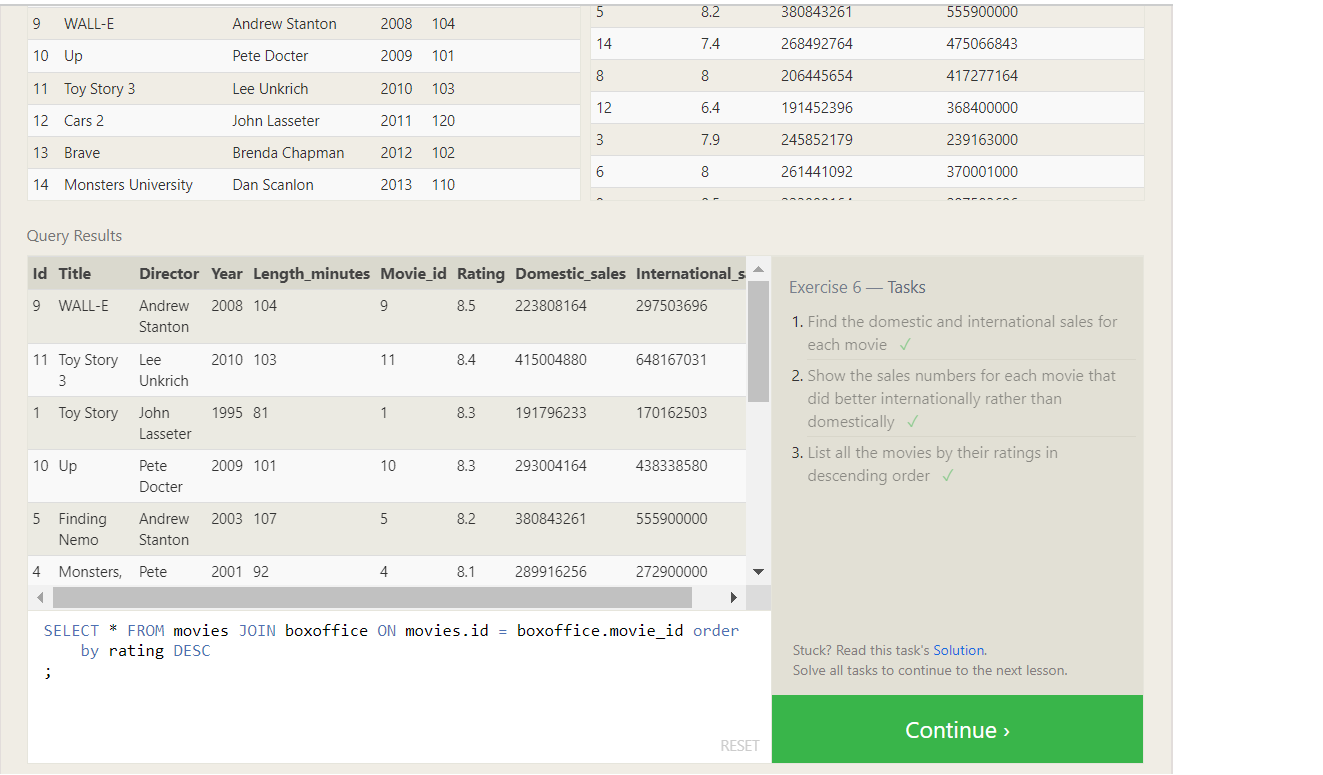 9 WALL-E Andrew Stanton 2008 104
10 Up Pete Docter 2009 101
11 Toy Story 3 Lee Unkrich 2010 103
12 Cars 2 John Lasseter 2011 120
13 Brave Brenda Chapman 2012 102
14 Monsters University Dan Scanlon 2013 110
5 8.2 380843261 555900000
14 7.4 268492764 475066843
8 8 206445654 417277164
12 6.4 191452396 368400000
3 7.9 245852179 239163000
6 8 261441092 370001000
Query Results
Id Title Director Year Length_minutes Movie_id Rating Domestic_sales International_s
9 WALL-E Andrew 2008 104 9 8.5 223808164 297503696
Stanton
11 Toy Story Lee 2010 103 11 8.4 415004880 648167031
3 Unkrich
1 Toy Story John 1995 81 1 8.3 191796233 170162503
Lasseter
10 Up Pete 2009 101 10 8.3 293004164 438338580
Docter
5 Finding Andrew 2003 107 5 8.2 380843261 555900000
Nemo Stanton
4 Monsters, Pete 2001 92 4 8.1 289916256 272900000
SELECT * FROM movies JOIN boxoffice ON movies.id = boxoffice.movie_id order
by rating DESC
;
RESET
Exercise 6 — Tasks
1. Find the domestic and international sales for
each movie ✓
2. Show the sales numbers for each movie that
did better internationally rather than
domestically ✓
3. List all the movies by their ratings in
descending order ✓
Stuck? Read this task's Solution.
Solve all tasks to continue to the next lesson.
Continue ›